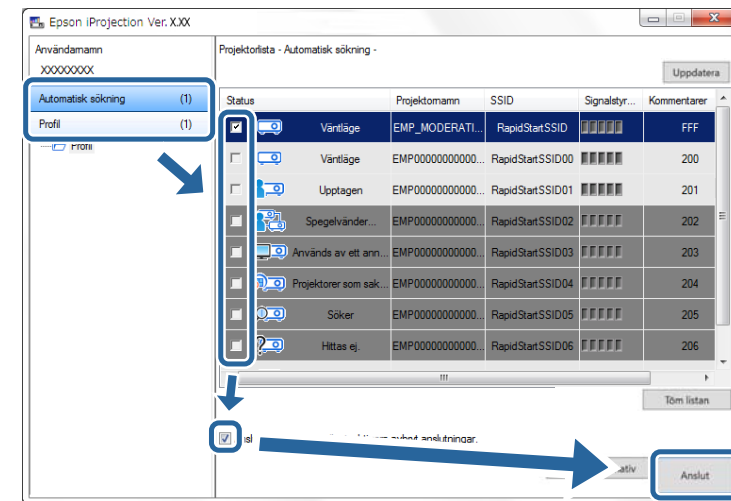 Epson iProjection Ver. X.XX
Användarnamn
XXXXXXXX
Automatisk sökning (1)
Profil (1)
Profil
Projektorlista - Automatisk sökning -
Uppdatera
Status Projektornamn SSID Signalstyr... Kommentarer
Väntläge EMP_MODERATI... RapidStartSSID FFF
Väntläge EMP00000000000... RapidStartSSID00 200
Upptagen EMP00000000000... RapidStartSSID01 201
Spegelvänder... EMP00000000000... RapidStartSSID02 202
Används av ett ann... EMP00000000000... RapidStartSSID03 203
Projektorer som sak... EMP00000000000... RapidStartSSID04 204
Söker EMP00000000000... RapidStartSSID05 205
Hittas ej. EMP00000000000... RapidStartSSID06 206
Töm listan
anslutningar.
Anslut